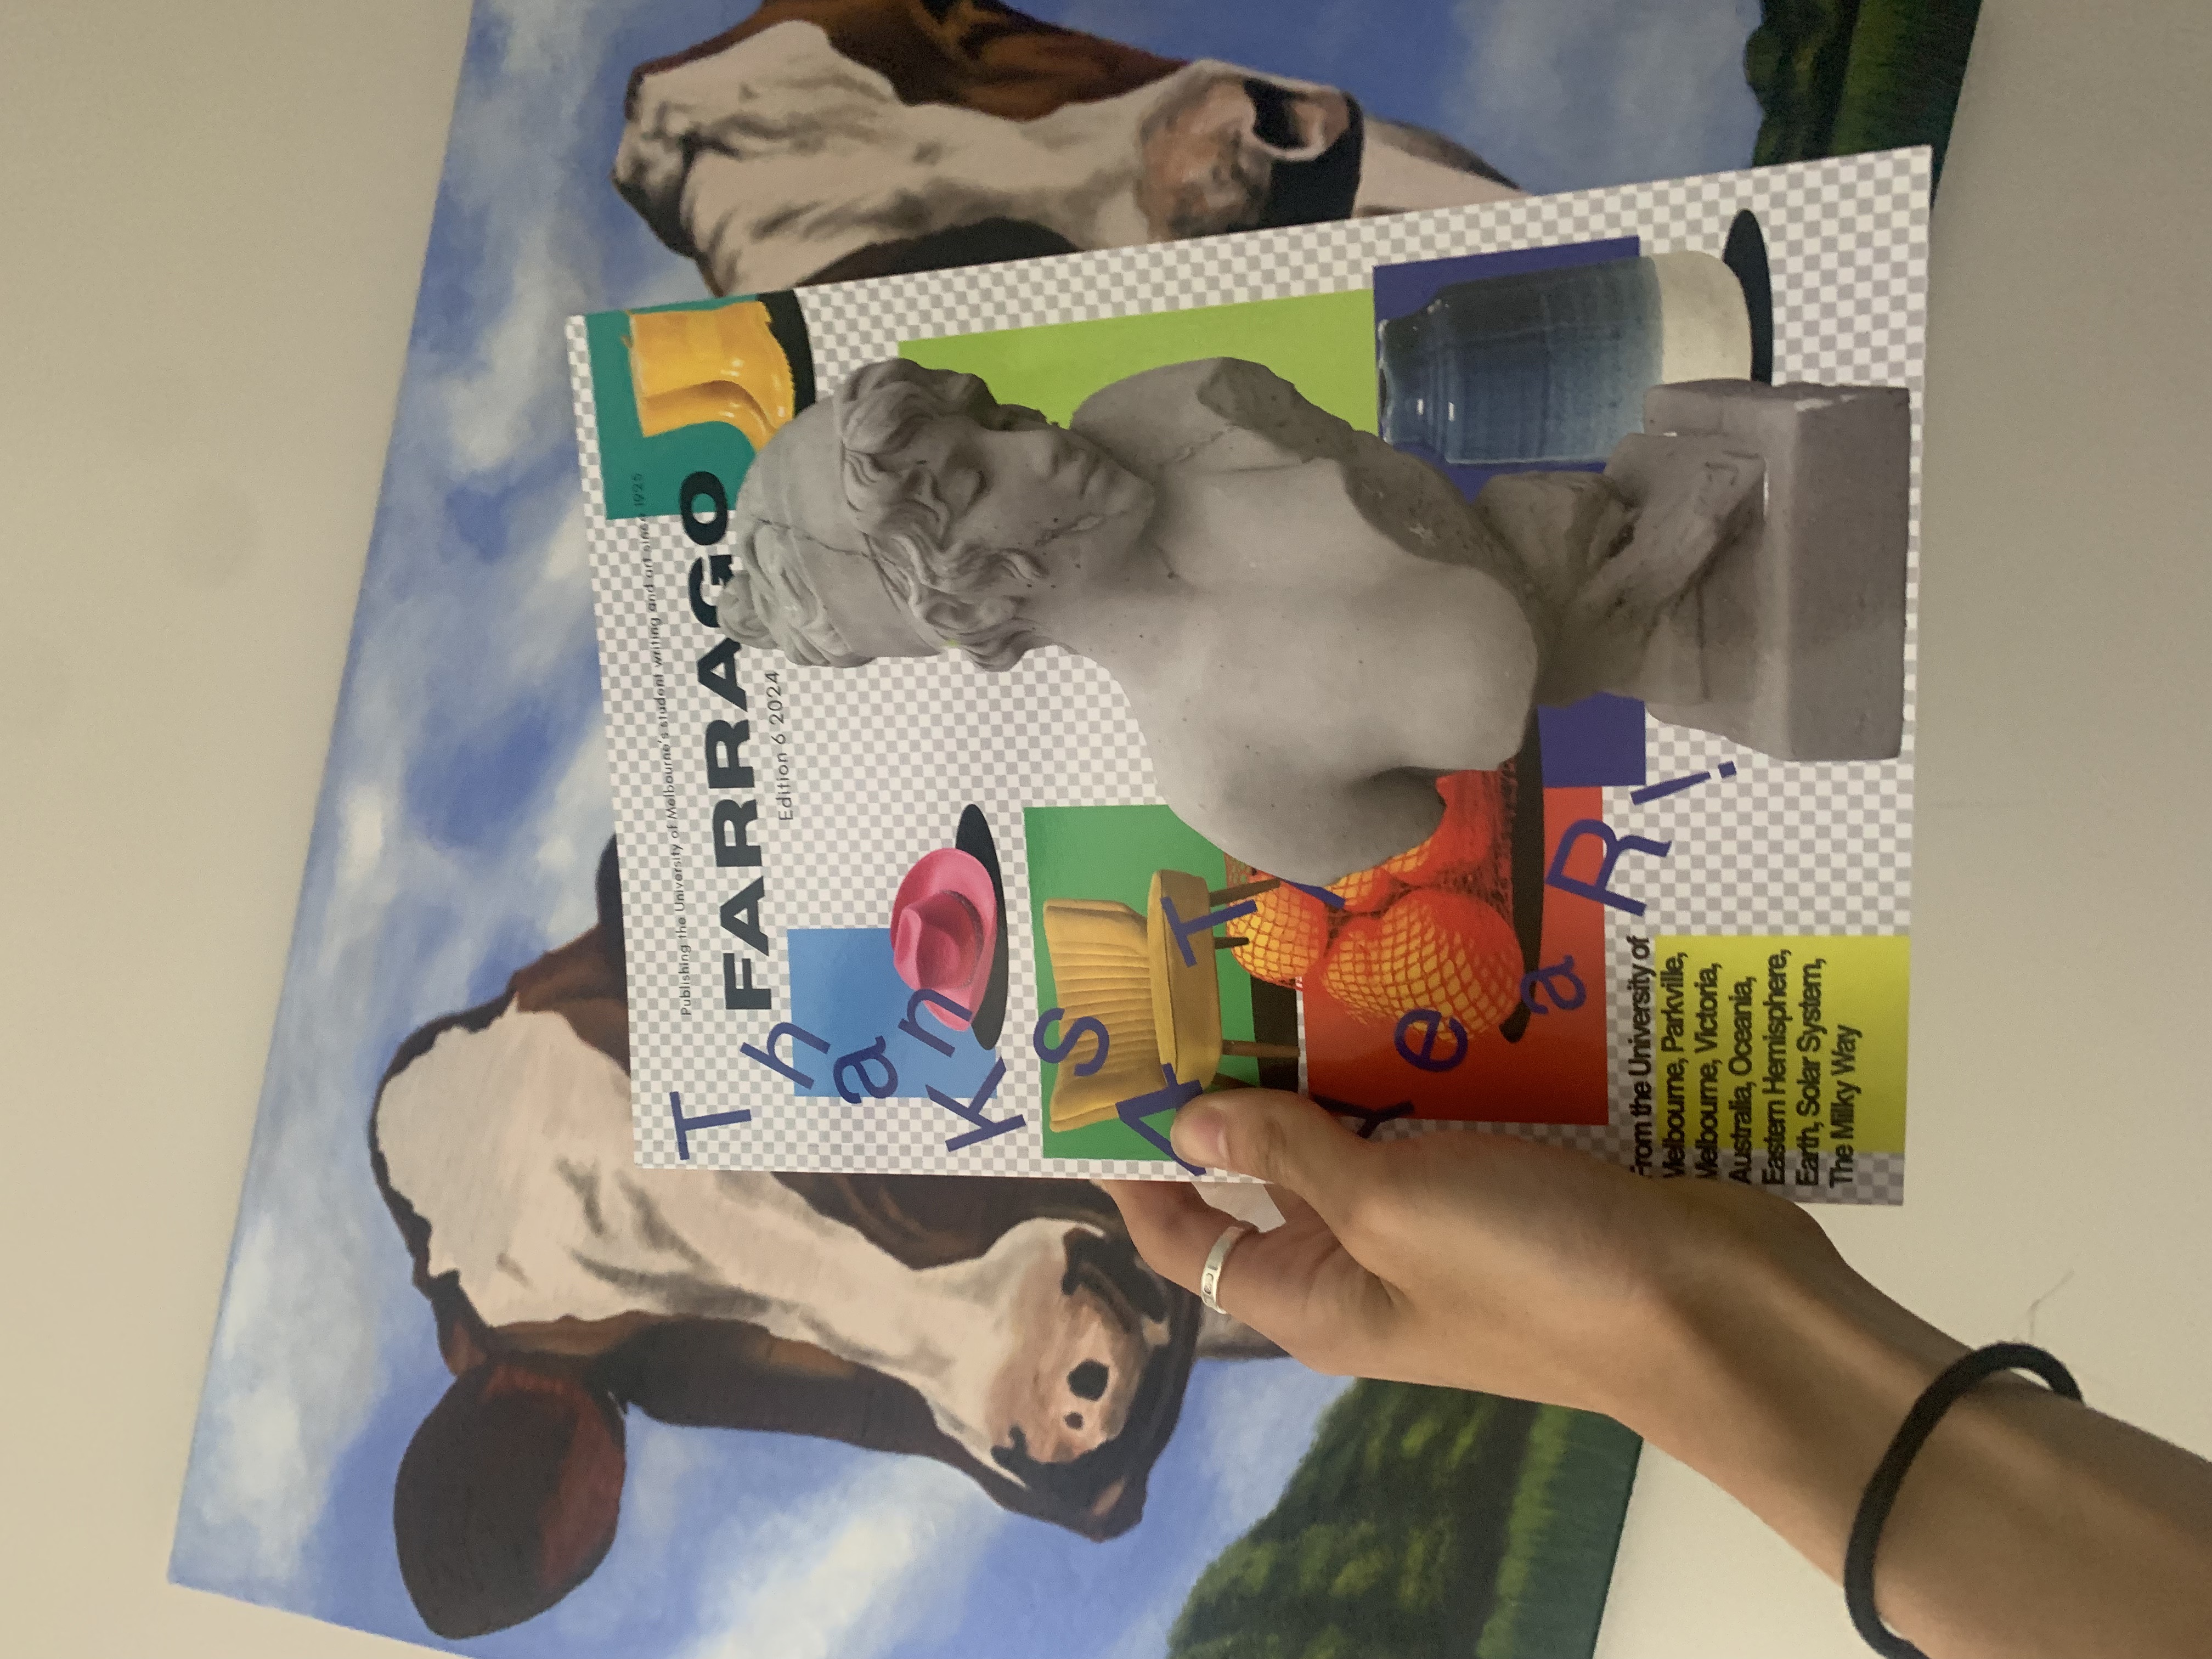 Publishing the University of Melbourne's student writing and art since 1925
FARRAGO
Edition 6 2024
ThanKs
4 T
YeaR!
From the University of
Melbourne, Parkville,
Melbourne, Victoria,
Australia, Oceania,
Eastern Hemisphere,
Earth, Solar System,
The Milky Way